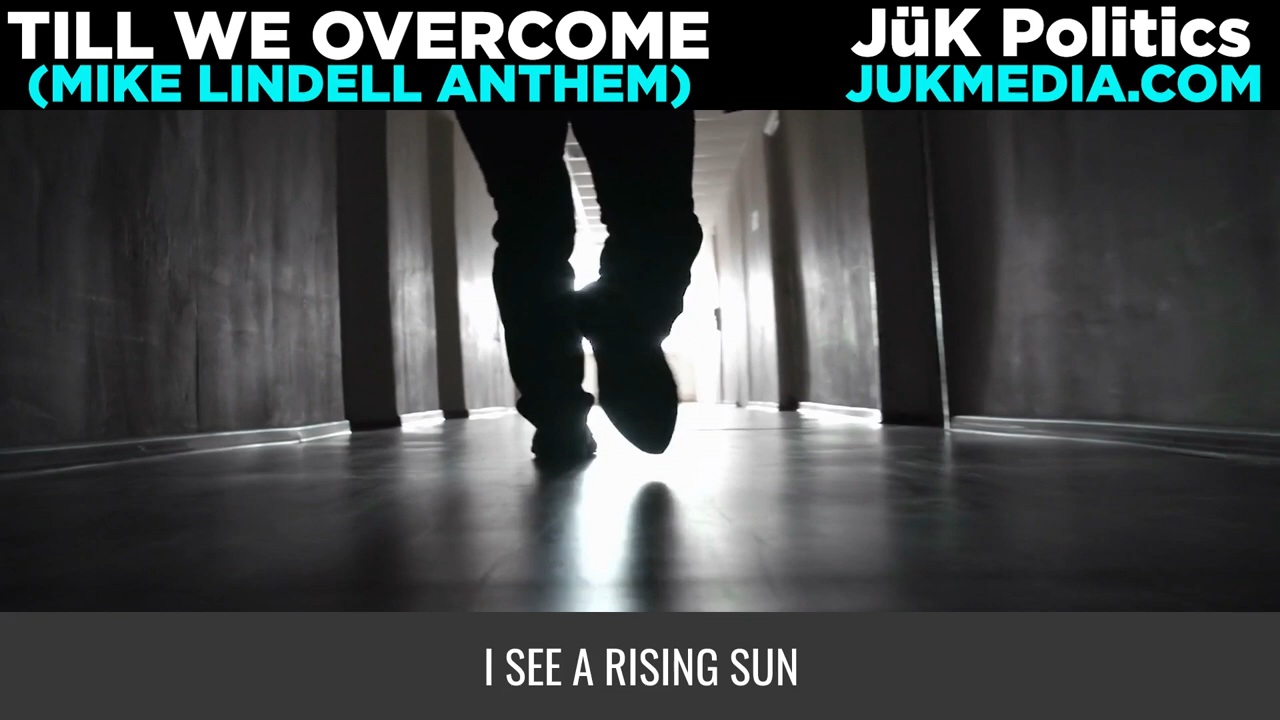 TILL WE OVERCOME
(MIKE LINDELL ANTHEM)
JüK Politics
JUKMEDIA.COM
I SEE A RISING SUN